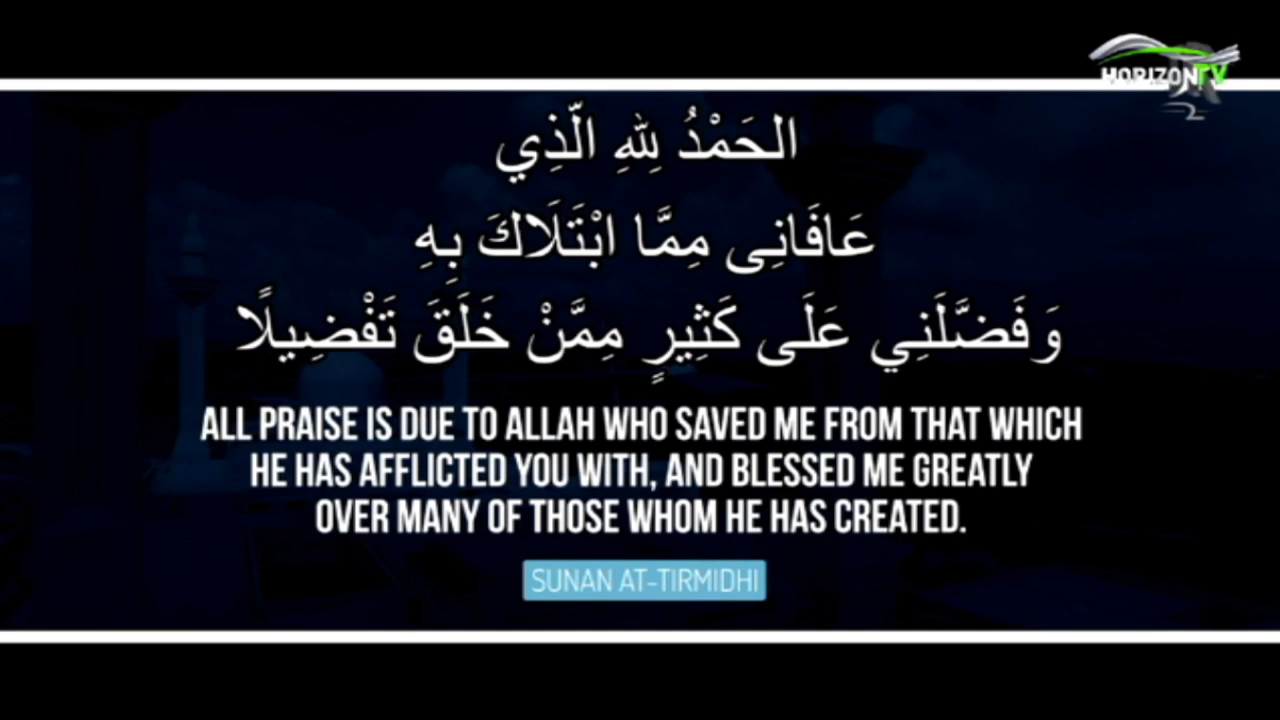 HORIZON TV
2
الحَمْدُ لِلهِ الّذِي
عَافَانِى مِمَّا ابْتَلَاكَ بِهِ
وَفَضَّلَنِي عَلَى كَثِيرٍ مِمَّنْ خَلَقَ تَفْضِيلًا
ALL PRAISE IS DUE TO ALLAH WHO SAVED ME FROM THAT WHICH
HE HAS AFFLICTED YOU WITH, AND BLESSED ME GREATLY
OVER MANY OF THOSE WHOM HE HAS CREATED.
SUNAN AT-TIRMIDHI